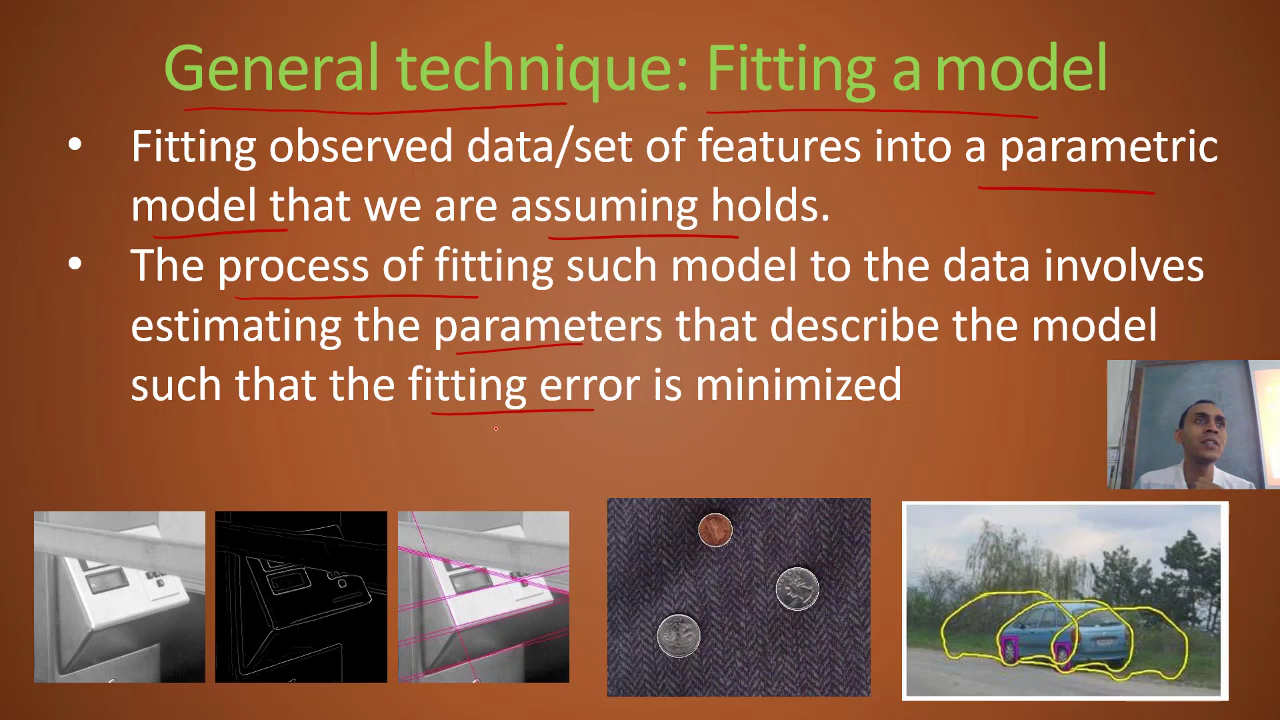 General technique: Fitting a model
• Fitting observed data/set of features into a parametric
model that we are assuming holds.
• The process of fitting such model to the data involves
estimating the parameters that describe the model
such that the fitting error is minimized